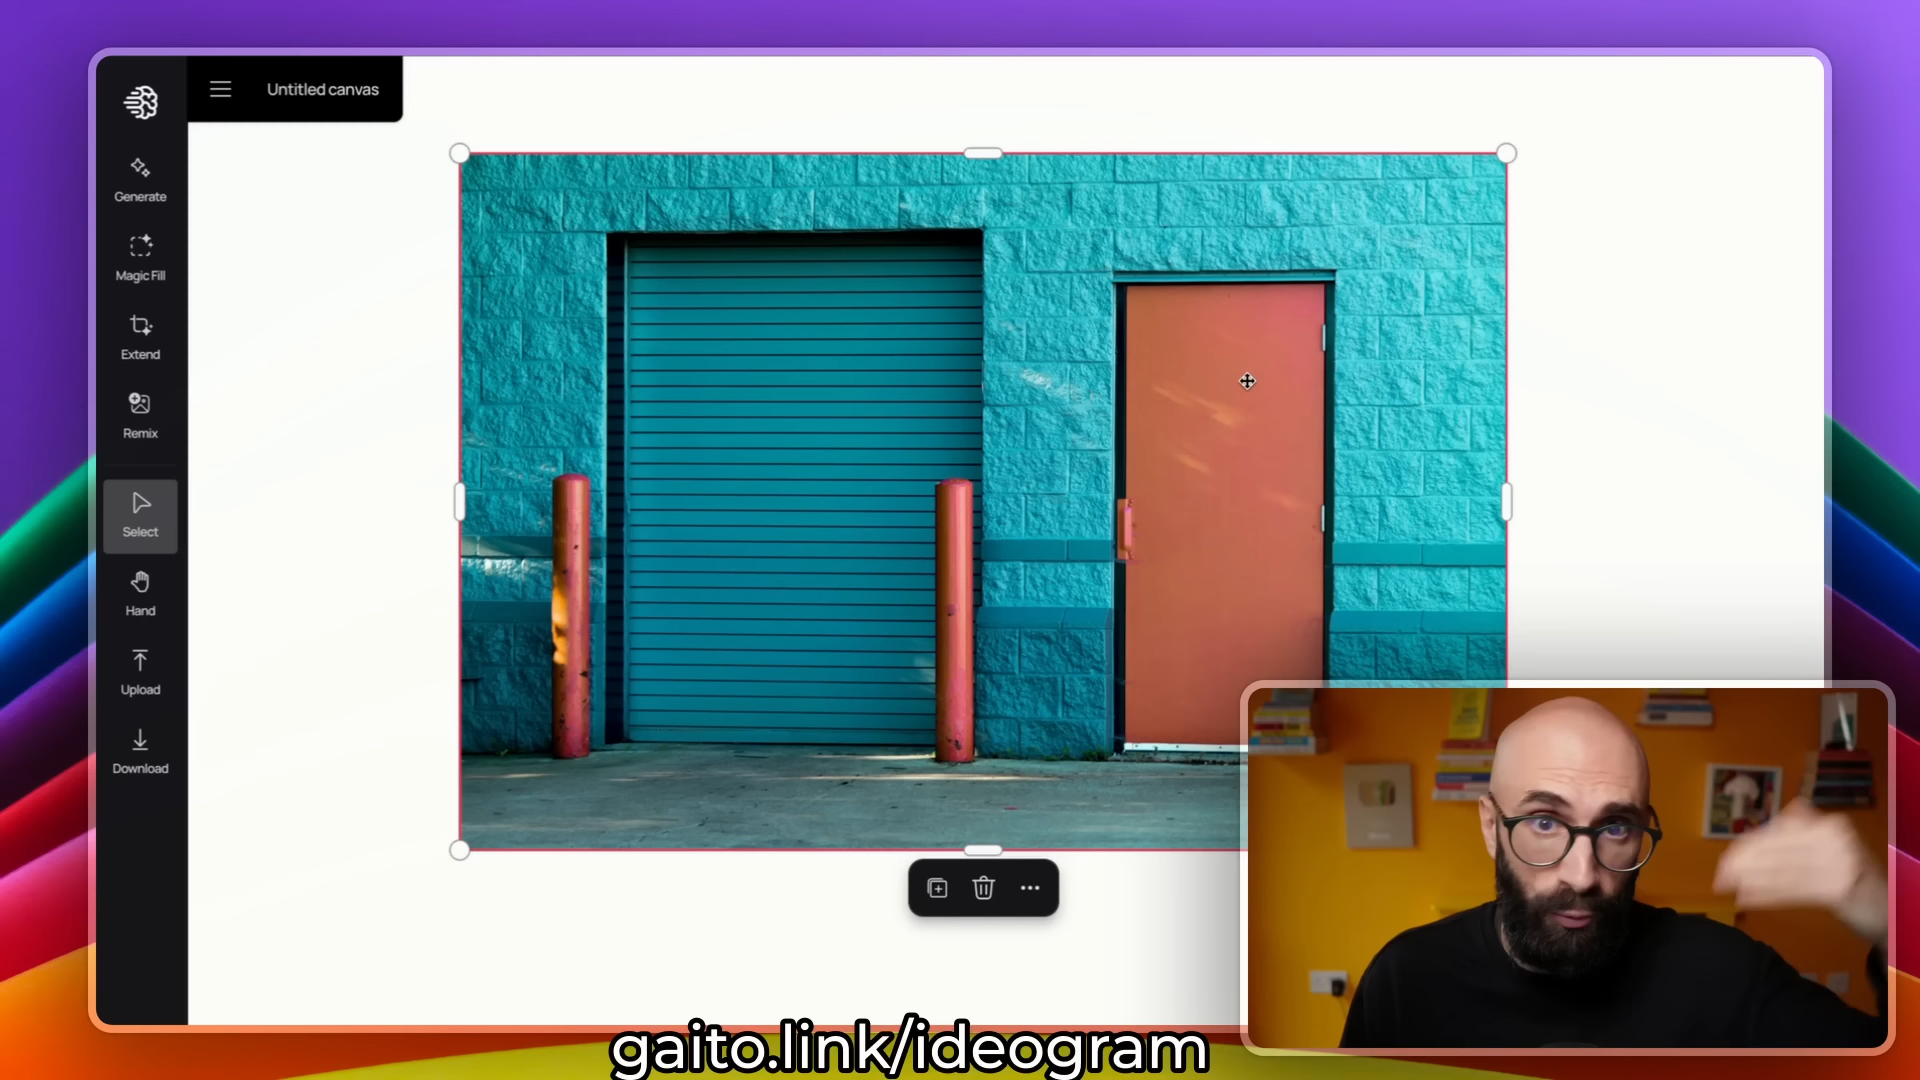 Untitled canvas
Generate
Magic Fill
Extend
Remix
Select
Hand
Upload
Download
gaito.link/ideogram